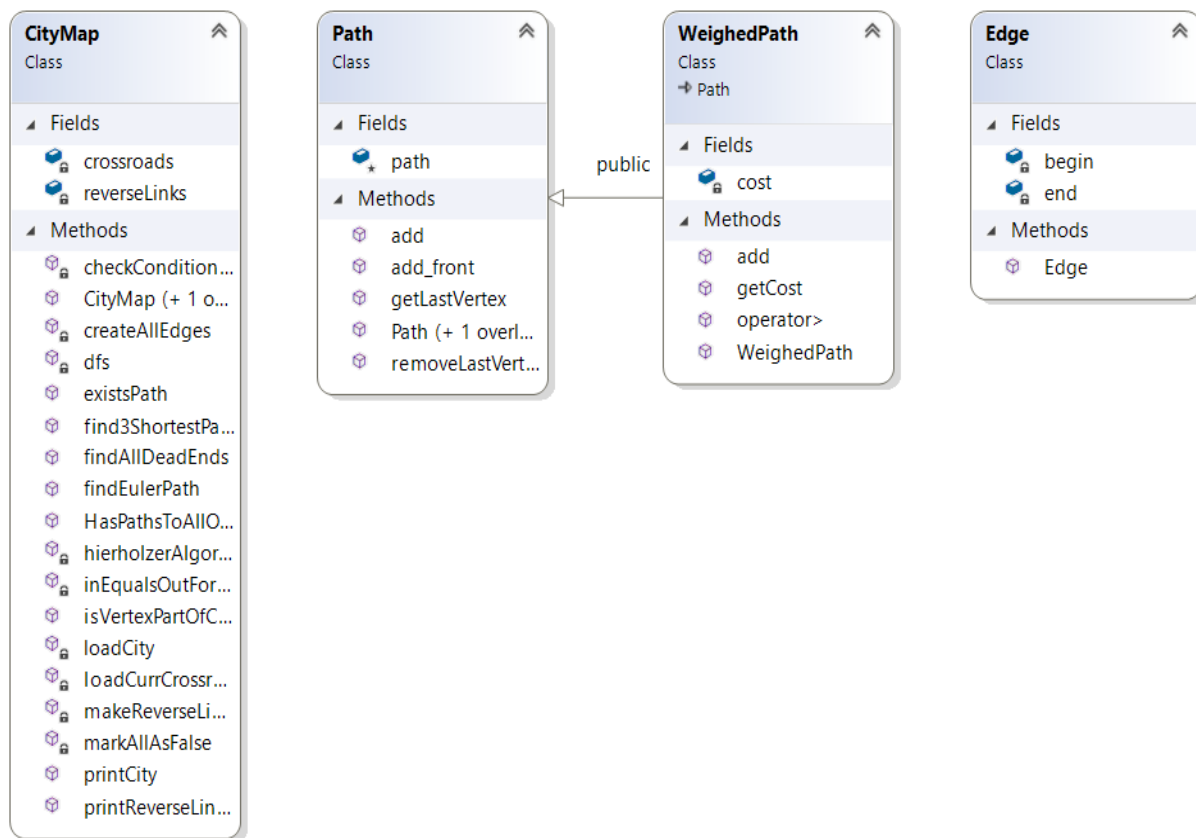 CityMap
Class
Fields
crossroads
reverseLinks
Methods
checkCondition...
CityMap (+ 1 o...
createAllEdges
dfs
existsPath
find3ShortestPa...
findAllDeadEnds
findEulerPath
HasPathsToAllO...
hierholzerAlgor...
inEqualsOutFor...
isVertexPartOfC...
loadCity
loadCurrCrossr...
makeReverseLi...
markAllAsFalse
printCity
printReverseLin...
Path
Class
Fields
path
Methods
add
add_front
getLastVertex
Path (+ 1 overl...
removeLastVert...
public
WeighedPath
Class
Path
Fields
cost
Methods
add
getCost
operator>
WeighedPath
Edge
Class
Fields
begin
end
Methods
Edge